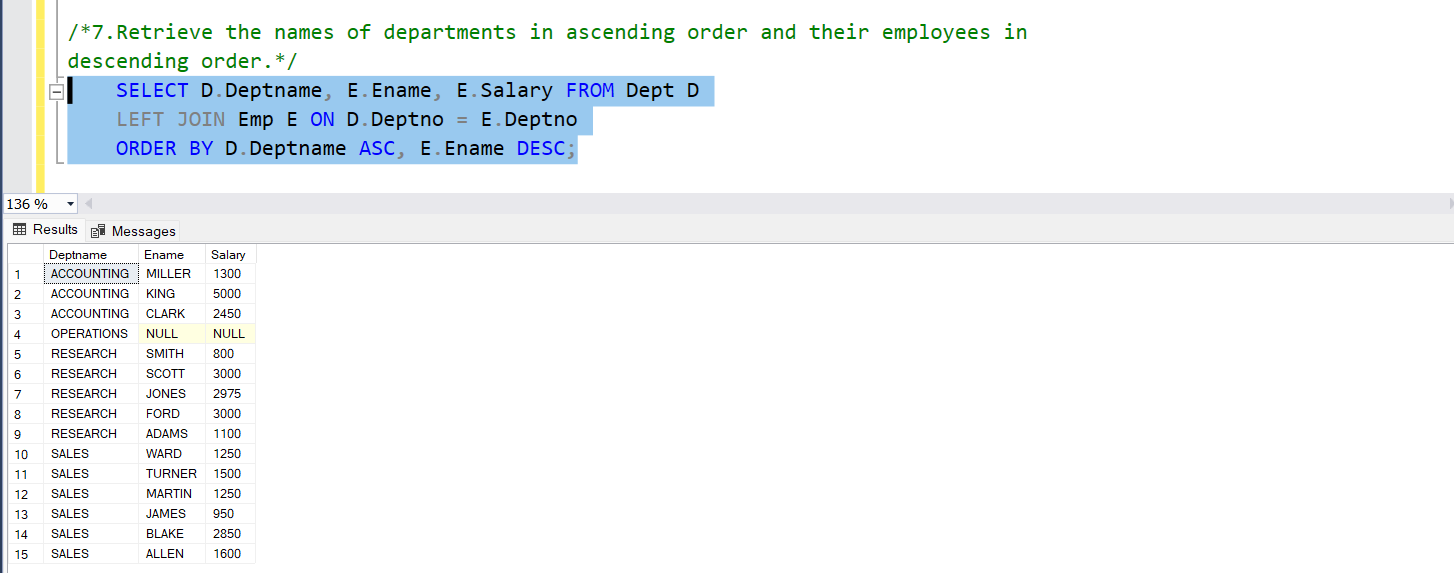 /*7.Retrieve the names of departments in ascending order and their employees in
descending order.*/
SELECT D.Deptname, E.Ename, E.Salary FROM Dept D
LEFT JOIN Emp E ON D.Deptno = E.Deptno
ORDER BY D.Deptname ASC, E.Ename DESC;
136 %
Results Messages
Deptname Ename Salary
1 ACCOUNTING MILLER 1300
2 ACCOUNTING KING 5000
3 ACCOUNTING CLARK 2450
4 OPERATIONS NULL NULL
5 RESEARCH SMITH 800
6 RESEARCH SCOTT 3000
7 RESEARCH JONES 2975
8 RESEARCH FORD 3000
9 RESEARCH ADAMS 1100
10 SALES WARD 1250
11 SALES TURNER 1500
12 SALES MARTIN 1250
13 SALES JAMES 950
14 SALES BLAKE 2850
15 SALES ALLEN 1600